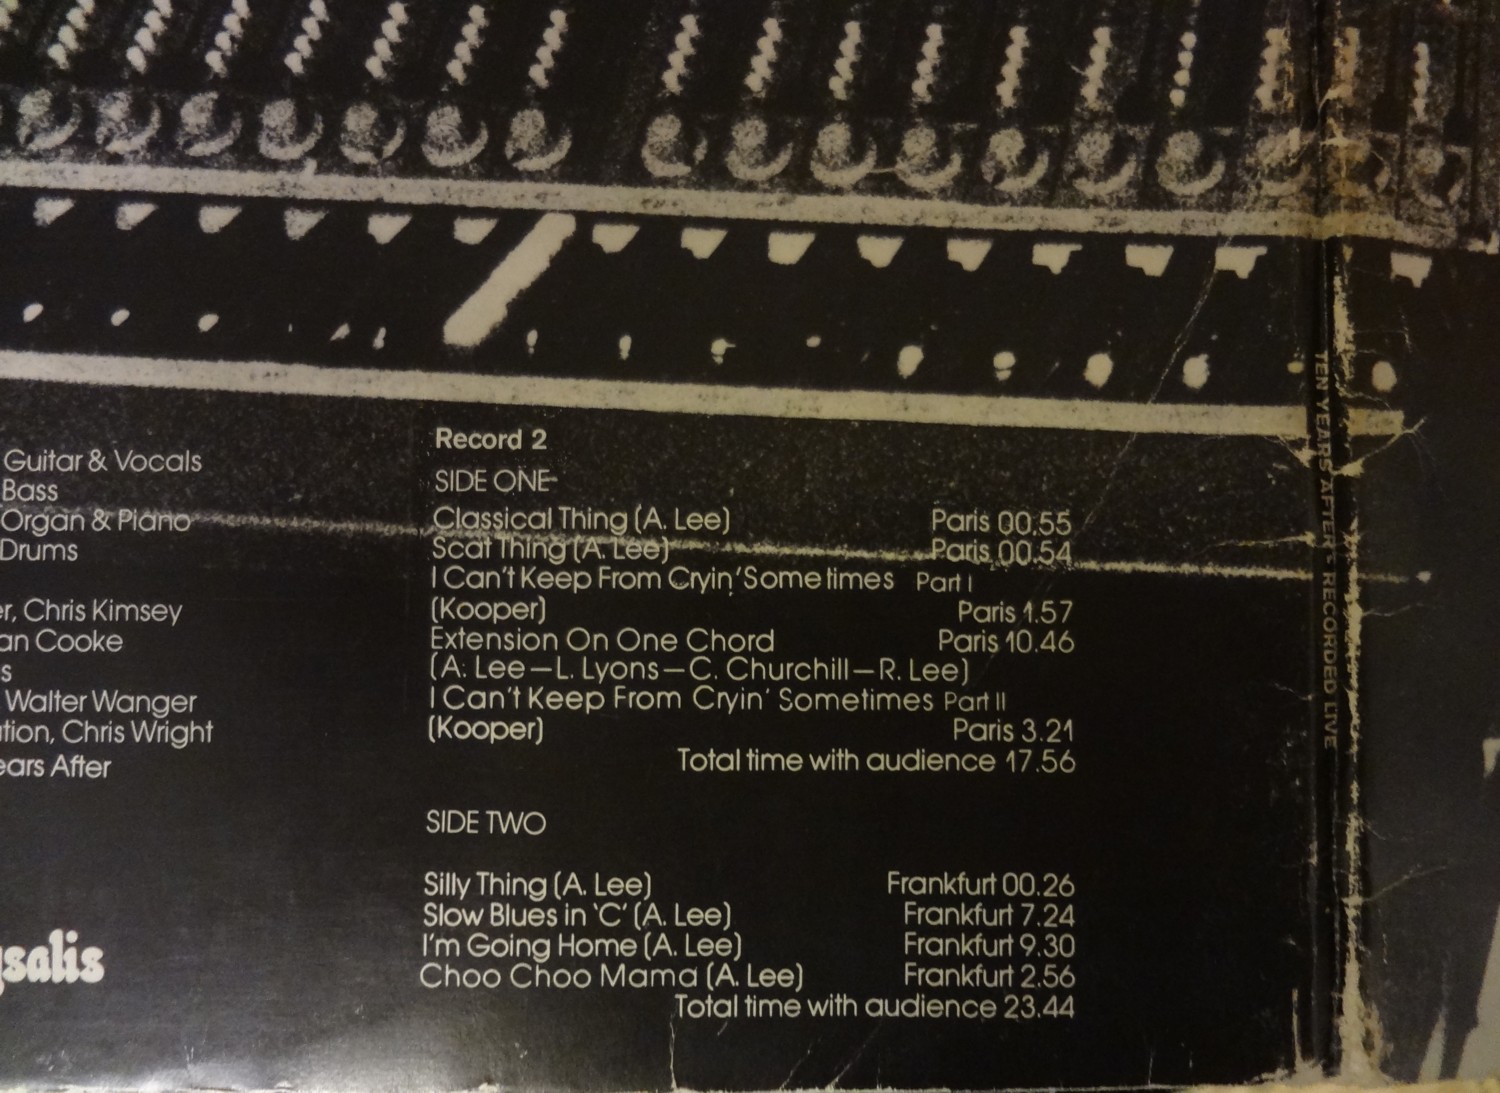 Guitar & Vocals
Bass
Organ & Piano
Drums
er, Chris Kimsey
an Cooke
s
Walter Wanger
ation, Chris Wright
ears After
ysalis
Record 2
SIDE ONE
Classical Thing (A. Lee) Paris 00.55
Scat Thing (A. Lee) Paris 00.54
I Can't Keep From Cryin' Sometimes Part I
(Kooper) Paris 1.57
Extension On One Chord Paris 10.46
(A. Lee—L. Lyons—C. Churchill—R. Lee)
I Can't Keep From Cryin' Sometimes Part II
(Kooper) Paris 3.21
Total time with audience 17.56
SIDE TWO
Silly Thing (A. Lee) Frankfurt 00.26
Slow Blues in 'C' (A. Lee) Frankfurt 7.24
I'm Going Home (A. Lee) Frankfurt 9.30
Choo Choo Mama (A. Lee) Frankfurt 2.56
Total time with audience 23.44
TEN YEARS AFTER: RECORDED LIVE